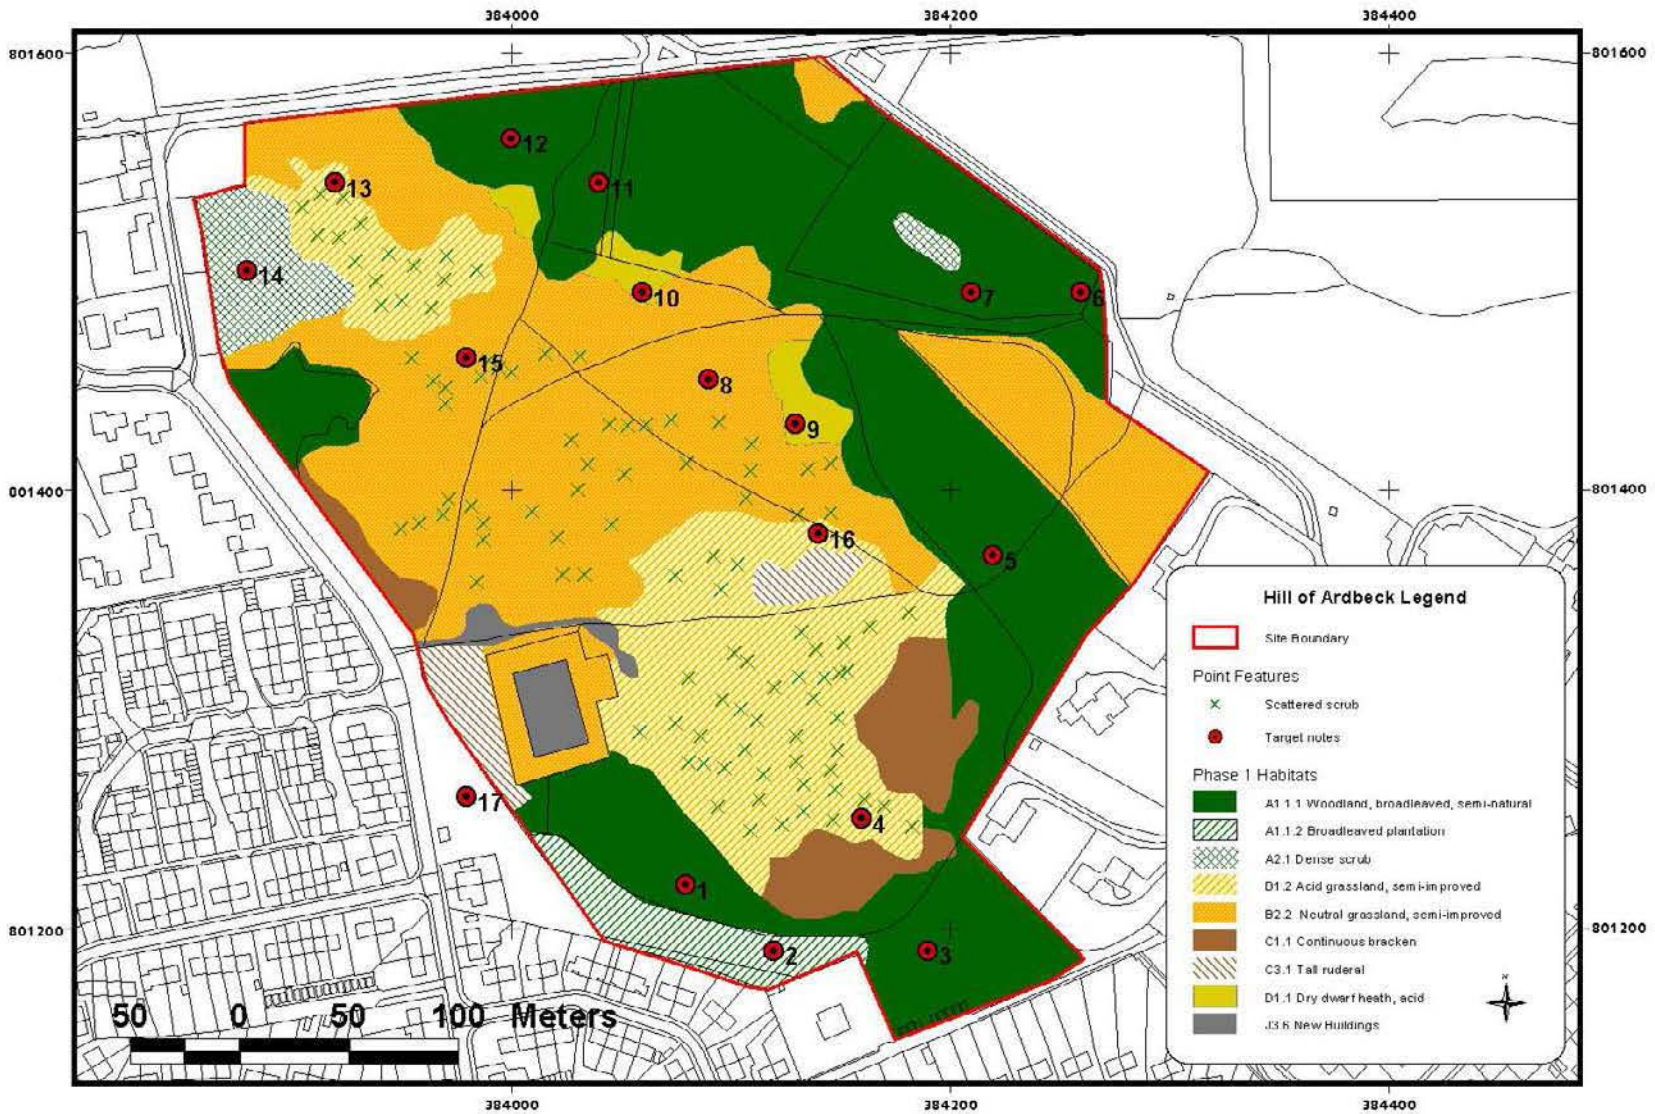 384000 384200 384400
801600 801600
12
13 11
14
10 7 6
15
8
9
801400 801400
16
5
17
4
1
2 3
801200 801200
50 0 50 100 Meters
384000 384200 384400
Hill of Ardbeck Legend
Site Boundary
Point Features
Scattered scrub
Target notes
Phase 1 Habitats
A1.1.1 Woodland, broadleaved, semi-natural
A1.1.2 Broadleaved plantation
A2.1 Dense scrub
B1.2 Acid grassland, semi-improved
B2.2 Neutral grassland, semi-improved
C1.1 Continuous bracken
C3.1 Tall ruderal
D1.1 Dry dwarf heath, acid
J3.6 New Buildings
N